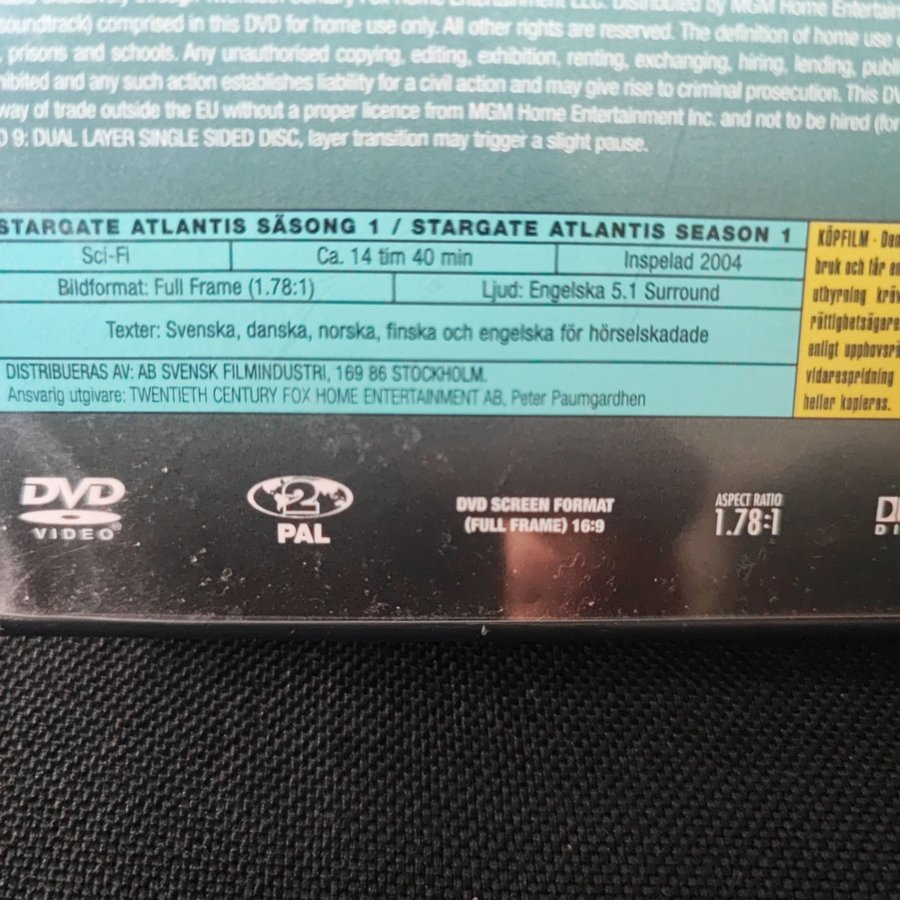 MGM Home Entertain
soundtrack) comprised in this DVD for home use only. All other rights are reserved. The definition of home use
prisons and schools. Any unauthorised copying, editing, exhibition, renting, exchanging, hiring, lending, publi
hibited and any such action establishes liability for a civil action and may give rise to criminal prosecution. This DV
way of trade outside the EU without a proper licence from MGM Home Entertainment Inc. and not to be hired (for
D 9: DUAL LAYER SINGLE SIDED DISC, layer transition may trigger a slight pause.
STARGATE ATLANTIS SÄSONG 1 / STARGATE ATLANTIS SEASON 1
Sci-Fi Ca. 14 tim 40 min Inspelad 2004
Bildformat: Full Frame (1.78:1) Ljud: Engelska 5.1 Surround
Texter: Svenska, danska, norska, finska och engelska för hörselskadade
DISTRIBUERAS AV: AB SVENSK FILMINDUSTRI, 169 86 STOCKHOLM.
Ansvarig utgivare: TWENTIETH CENTURY FOX HOME ENTERTAINMENT AB, Peter Paumgardhen
KÖPFILM - Den
bruk och får en
uthyrning kräv
rättighetsägare
enligt upphovsrä
vidarespridning
heller kopieras.
DVD
VIDEO
2
PAL
DVD SCREEN FORMAT
(FULL FRAME) 16:9
ASPECT RATIO
1.78:1
DI